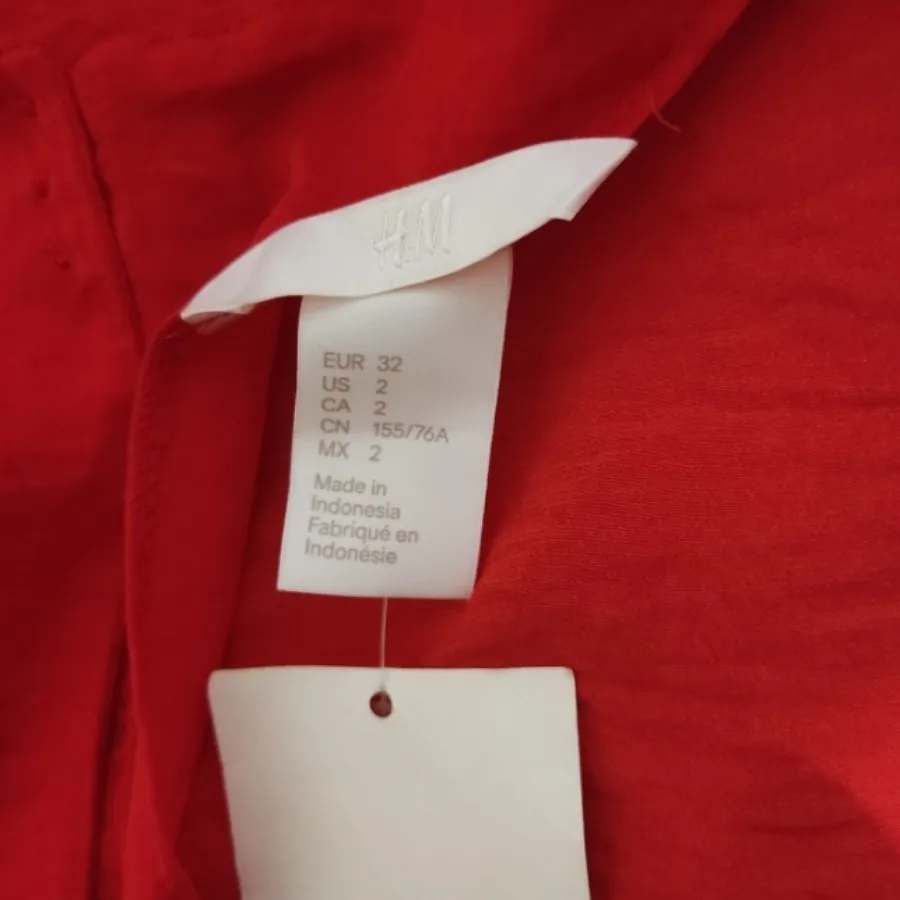 H&M
EUR 32
US 2
CA 2
CN 155/76A
MX 2
Made in
Indonesia
Fabriqué en
Indonésie